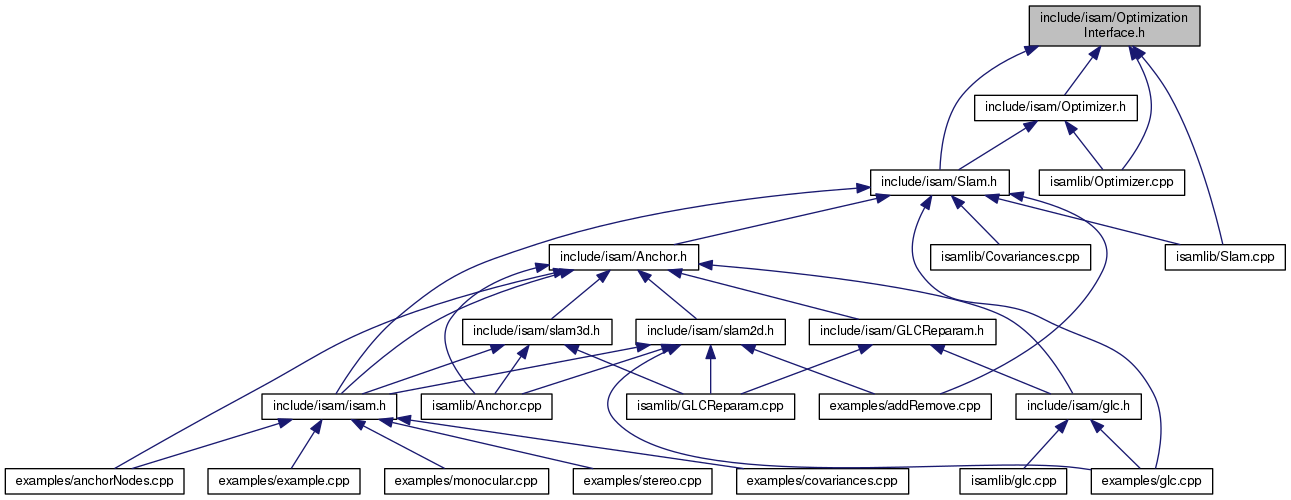 include/isam/Optimization
Interface.h
include/isam/Optimizer.h
include/isam/Slam.h
isamlib/Optimizer.cpp
include/isam/Anchor.h
isamlib/Covariances.cpp
isamlib/Slam.cpp
include/isam/slam3d.h
include/isam/slam2d.h
include/isam/GLCReparam.h
include/isam/isam.h
isamlib/Anchor.cpp
isamlib/GLCReparam.cpp
examples/addRemove.cpp
include/isam/glc.h
examples/anchorNodes.cpp
examples/example.cpp
examples/monocular.cpp
examples/stereo.cpp
examples/covariances.cpp
isamlib/glc.cpp
examples/glc.cpp